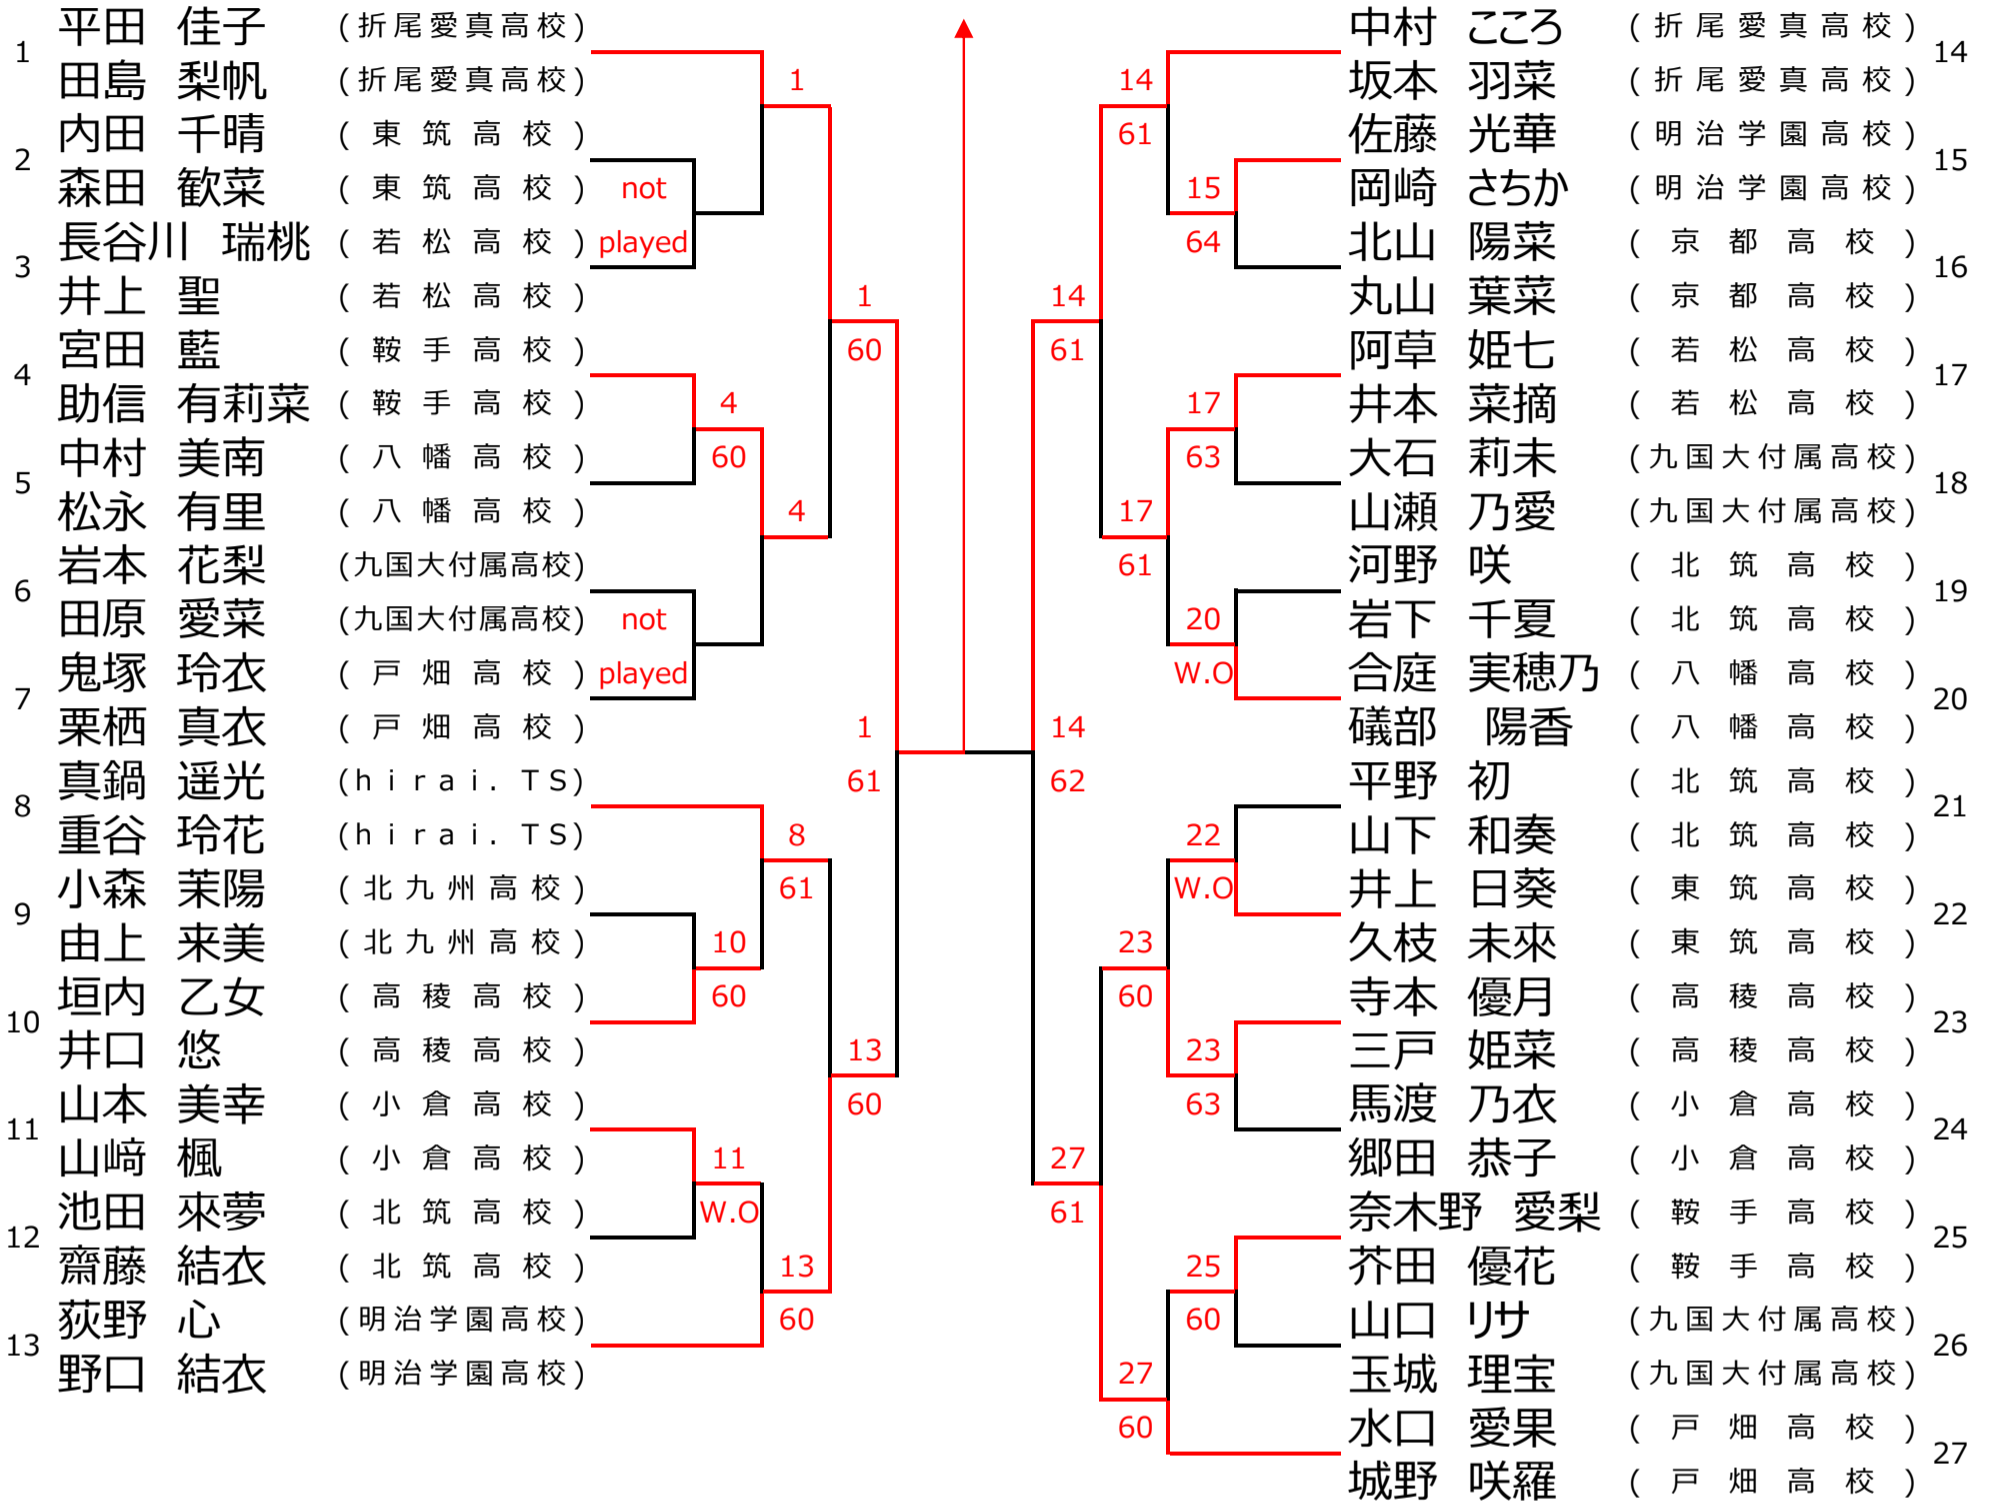 平田 佳子 (折尾愛真高校)
1
田島 梨帆 (折尾愛真高校) 1
内田 千晴 (東筑高校)
2
森田 歓菜 (東筑高校) not
長谷川 瑞桃 (若松高校) played
3
井上 聖 (若松高校) 1
宮田 藍 (鞍手高校) 60
4
助信 有莉菜 (鞍手高校) 4
中村 美南 (八幡高校) 60
5
松永 有里 (八幡高校) 4
岩本 花梨 (九国大付属高校)
6
田原 愛菜 (九国大付属高校) not
鬼塚 玲衣 (戸畑高校) played
7
栗栖 真衣 (戸畑高校) 1
真鍋 遥光 (hirai. TS) 61
8
重谷 玲花 (hirai. TS) 8
小森 茉陽 (北九州高校) 61
9
由上 来美 (北九州高校) 10
垣内 乙女 (高稜高校) 60
10
井口 悠 (高稜高校) 13
山本 美幸 (小倉高校) 60
11
山﨑 楓 (小倉高校) 11
池田 來夢 (北筑高校) W.O
12
齋藤 結衣 (北筑高校) 13
荻野 心 (明治学園高校) 60
13
野口 結衣 (明治学園高校)
中村 こころ (折尾愛真高校)
14
14 坂本 羽菜 (折尾愛真高校)
61 佐藤 光華 (明治学園高校)
15
15 岡崎 さちか (明治学園高校)
64 北山 陽菜 (京都高校)
16
14 丸山 葉菜 (京都高校)
61 阿草 姫七 (若松高校)
17
17 井本 菜摘 (若松高校)
63 大石 莉未 (九国大付属高校)
18
17 山瀬 乃愛 (九国大付属高校)
61 河野 咲 (北筑高校)
19
20 岩下 千夏 (北筑高校)
W.O 合庭 実穂乃 (八幡高校)
20
14 礒部 陽香 (八幡高校)
62 平野 初 (北筑高校)
21
22 山下 和奏 (北筑高校)
W.O 井上 日葵 (東筑高校)
22
23 久枝 未來 (東筑高校)
60 寺本 優月 (高稜高校)
23
23 三戸 姫菜 (高稜高校)
63 馬渡 乃衣 (小倉高校)
24
27 郷田 恭子 (小倉高校)
61 奈木野 愛梨 (鞍手高校)
25
25 芥田 優花 (鞍手高校)
60 山口 リサ (九国大付属高校)
26
27 玉城 理宝 (九国大付属高校)
60 水口 愛果 (戸畑高校)
27
城野 咲羅 (戸畑高校)